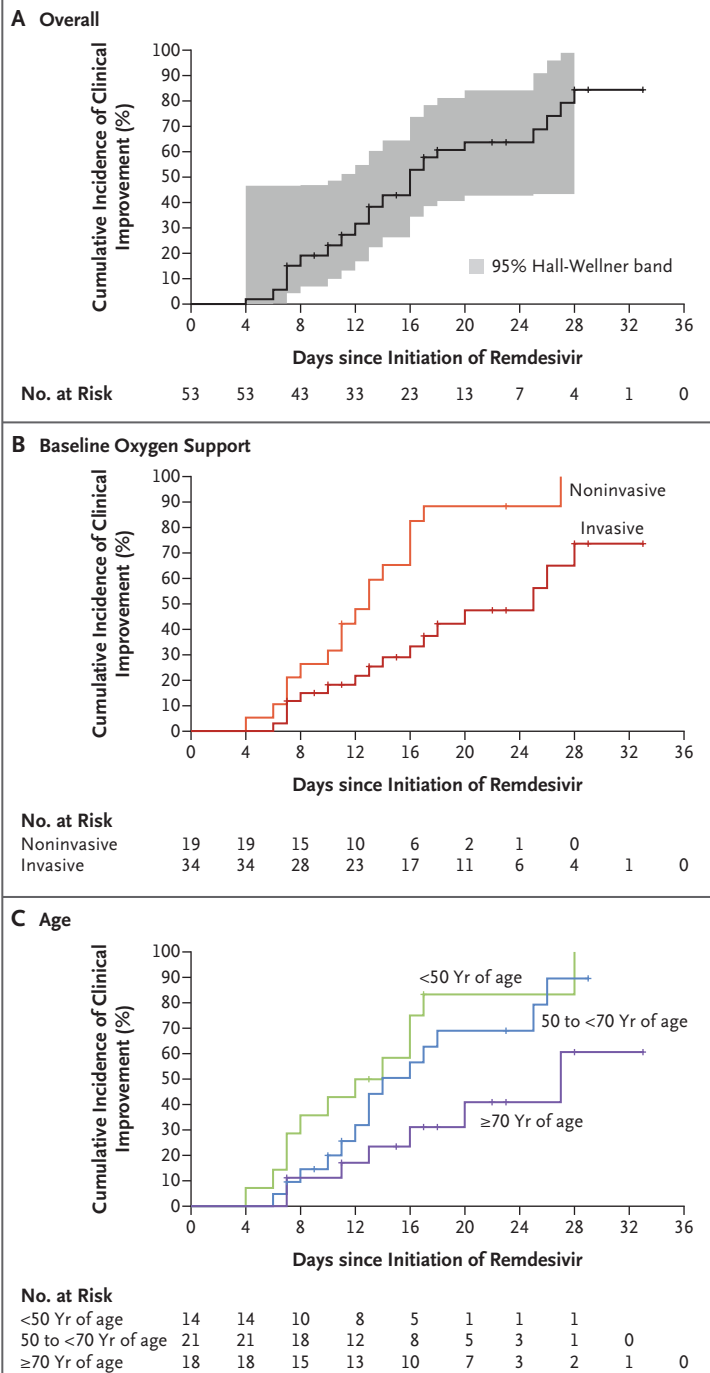 A Overall
Cumulative Incidence of Clinical
Improvement (%)
100
90
80
70
60
50
40
30
20
10
0
95% Hall-Wellner band
0 4 8 12 16 20 24 28 32 36
Days since Initiation of Remdesivir
No. at Risk 53 53 43 33 23 13 7 4 1 0
B Baseline Oxygen Support
Cumulative Incidence of Clinical
Improvement (%)
100
90
80
70
60
50
40
30
20
10
0
Noninvasive
Invasive
0 4 8 12 16 20 24 28 32 36
Days since Initiation of Remdesivir
No. at Risk
Noninvasive 19 19 15 10 6 2 1 0
Invasive 34 34 28 23 17 11 6 4 1 0
C Age
Cumulative Incidence of Clinical
Improvement (%)
100
90
80
70
60
50
40
30
20
10
0
<50 Yr of age
50 to <70 Yr of age
≥70 Yr of age
0 4 8 12 16 20 24 28 32 36
Days since Initiation of Remdesivir
No. at Risk
<50 Yr of age 14 14 10 8 5 1 1 1
50 to <70 Yr of age 21 21 18 12 8 5 3 1 0
≥70 Yr of age 18 18 15 13 10 7 3 2 1 0